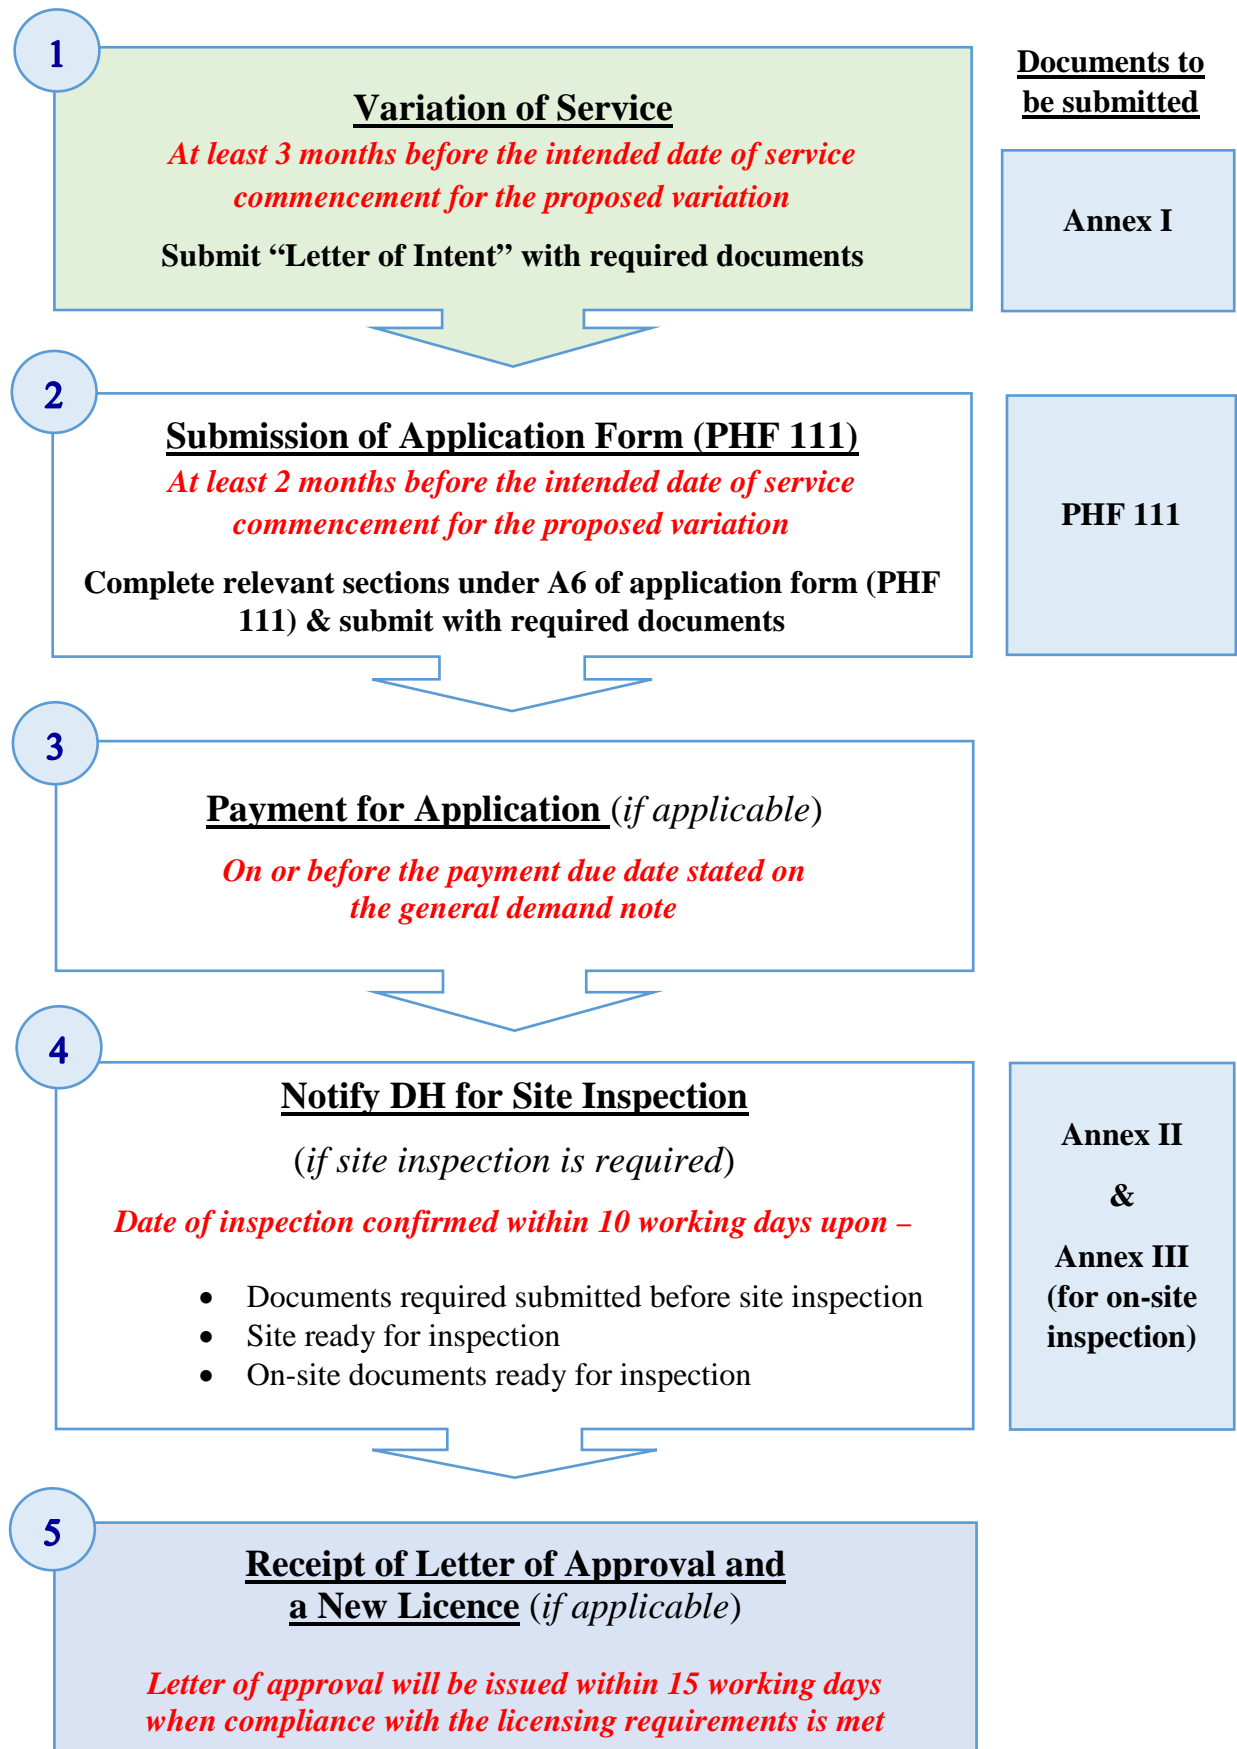 1
Documents to
be submitted
Variation of Service
At least 3 months before the intended date of service
commencement for the proposed variation
Submit “Letter of Intent” with required documents
Annex I
2
Submission of Application Form (PHF 111)
At least 2 months before the intended date of service
commencement for the proposed variation
Complete relevant sections under A6 of application form (PHF
111) & submit with required documents
PHF 111
3
Payment for Application (if applicable)
On or before the payment due date stated on
the general demand note
4
Notify DH for Site Inspection
(if site inspection is required)
Date of inspection confirmed within 10 working days upon –
• Documents required submitted before site inspection
• Site ready for inspection
• On-site documents ready for inspection
Annex II
&
Annex III
(for on-site
inspection)
5
Receipt of Letter of Approval and
a New Licence (if applicable)
Letter of approval will be issued within 15 working days
when compliance with the licensing requirements is met